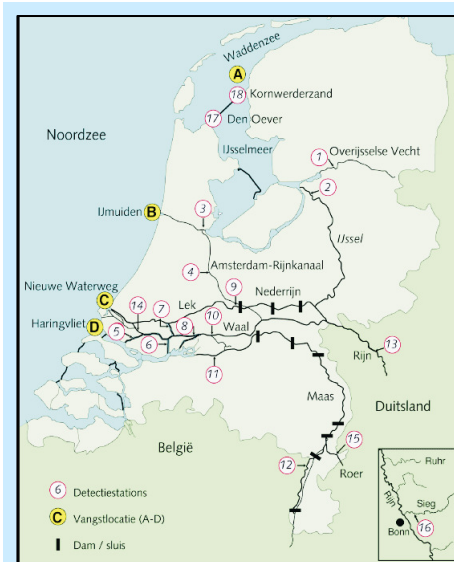 Waddenzee
A
18 Kornwerderzand
17 Den Oever
Noordzee
IJsselmeer
1 Overijsselse Vecht
2
IJmuiden B
3
IJssel
4 Amsterdam-Rijnkanaal
Nieuwe Waterweg
C
9
Nederrijn
14 7 Lek
10
Haringvliet D
5
8 Waal
6
11
13
Rijn
Maas
Duitsland
België
12
15
Roer
6 Detectiestations
C Vangstlocatie (A-D)
Dam / sluis
Ruhr
Rijn
Sieg
16
Bonn